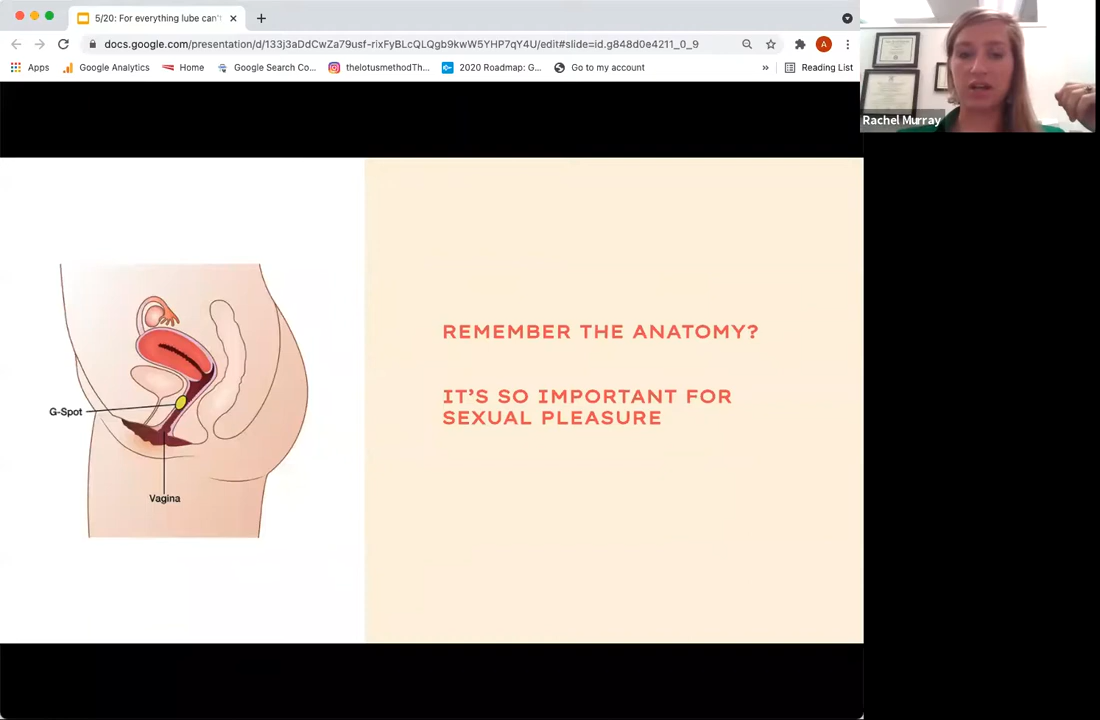 5/20: For everything lube can'
docs.google.com/presentation/d/133j3aDdCwZa79usf-rixFyBLcQLQgb9kwW5YHP7qY4U/edit#slide=id.g848d0e4211_0_9
A
Apps
Google Analytics
Home
Google Search Co...
thelotusmethodTh...
2020 Roadmap: G...
Go to my account
»
Reading List
Rachel Murray
REMEMBER THE ANATOMY?
IT'S SO IMPORTANT FOR
SEXUAL PLEASURE
G-Spot
Vagina